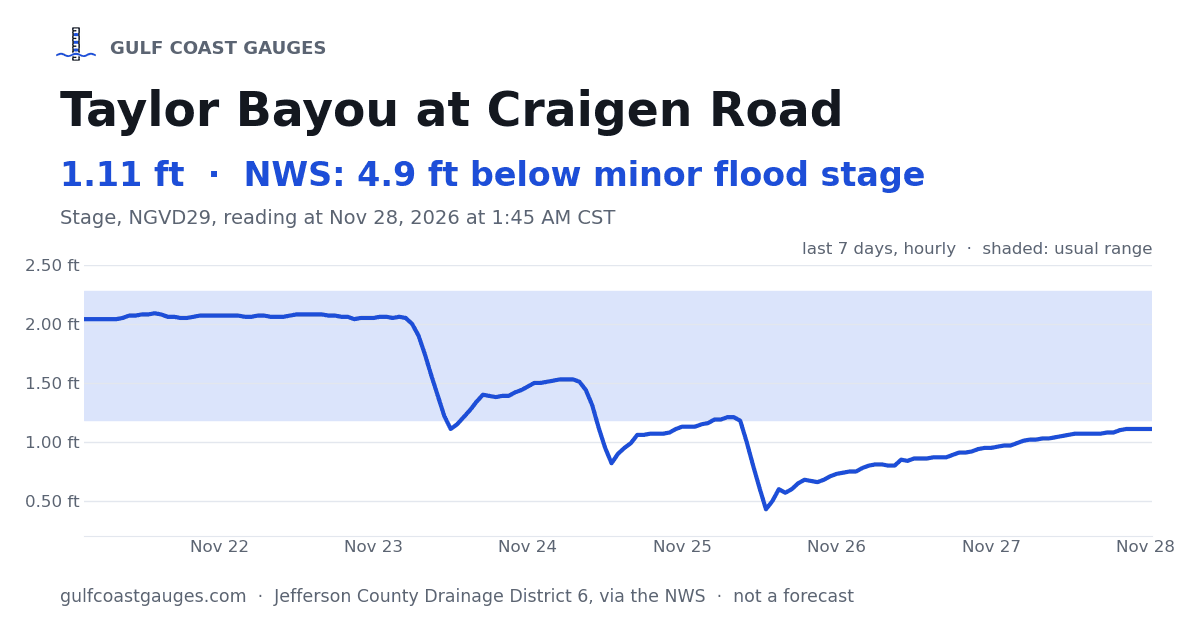 GULF COAST GAUGES
Taylor Bayou at Craigen Road
1.11 ft · NWS: 4.9 ft below minor flood stage
Stage, NGVD29, reading at Nov 28, 2026 at 1:45 AM CST
last 7 days, hourly · shaded: usual range
2.50 ft
2.00 ft
1.50 ft
1.00 ft
0.50 ft
Nov 22 Nov 23 Nov 24 Nov 25 Nov 26 Nov 27 Nov 28
gulfcoastgauges.com · Jefferson County Drainage District 6, via the NWS · not a forecast